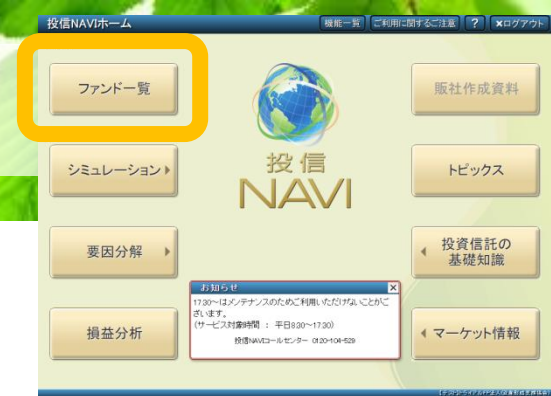 投信NAVIホーム
機能一覧
ご利用に関するご注意
?
×ログアウト
ファンド一覧
販社作成資料
シミュレーション
投信
NAVI
トピックス
要因分解
投資信託の
基礎知識
お知らせ
×
17:30～はメンテナンスのためご利用いただけないことがご
ざいます。
(サービス対象時間 : 平日8:30～17:30)
投信NAVIコールセンター 0120-104-529
損益分析
マーケット情報